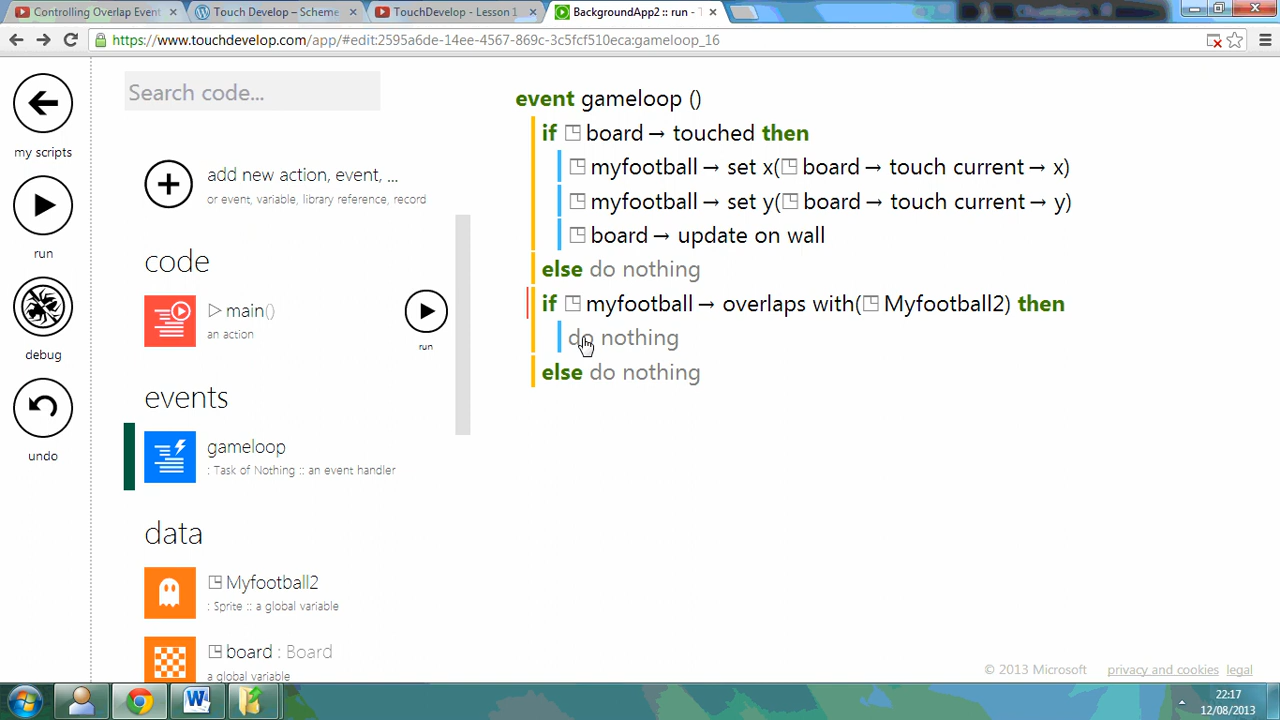 Controlling Overlap Event
Touch Develop – Scheme
TouchDevelop - Lesson 1
BackgroundApp2 :: run - T
https://www.touchdevelop.com/app/#edit:2595a6de-14ee-4567-869c-3c5fcf510eca:gameloop_16
my scripts
run
debug
undo
Search code...
add new action, event, ...
or event, variable, library reference, record
code
▷ main()
an action
run
events
gameloop
: Task of Nothing :: an event handler
data
Myfootball2
: Sprite :: a global variable
board : Board
a global variable
event gameloop ()
if board → touched then
myfootball → set x(board → touch current → x)
myfootball → set y(board → touch current → y)
board → update on wall
else do nothing
if myfootball → overlaps with(Myfootball2) then
do nothing
else do nothing
© 2013 Microsoft privacy and cookies legal
22:17
12/08/2013